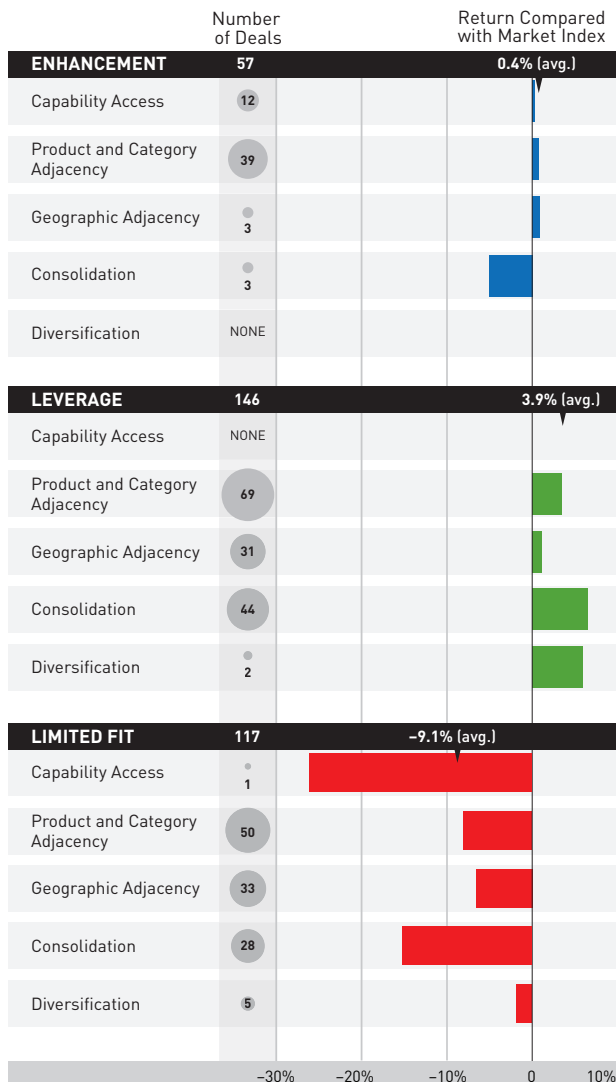 Number
of Deals
Return Compared
with Market Index
ENHANCEMENT 57 0.4% (avg.)
Capability Access 12
Product and Category
Adjacency 39
Geographic Adjacency 3
Consolidation 3
Diversification NONE
LEVERAGE 146 3.9% (avg.)
Capability Access NONE
Product and Category
Adjacency 69
Geographic Adjacency 31
Consolidation 44
Diversification 2
LIMITED FIT 117 –9.1% (avg.)
Capability Access 1
Product and Category
Adjacency 50
Geographic Adjacency 33
Consolidation 28
Diversification 5
–30% –20% –10% 0 10%